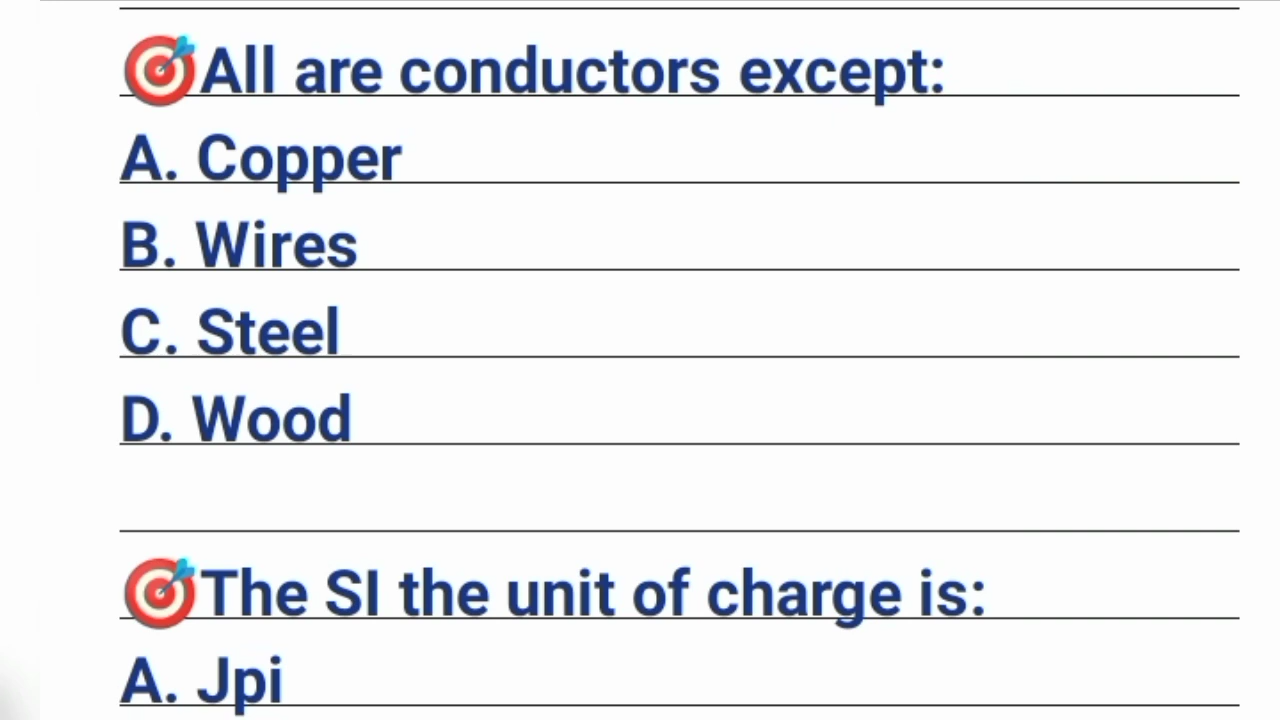 🎯All are conductors except:
A. Copper
B. Wires
C. Steel
D. Wood
🎯The SI the unit of charge is:
A. Jpi